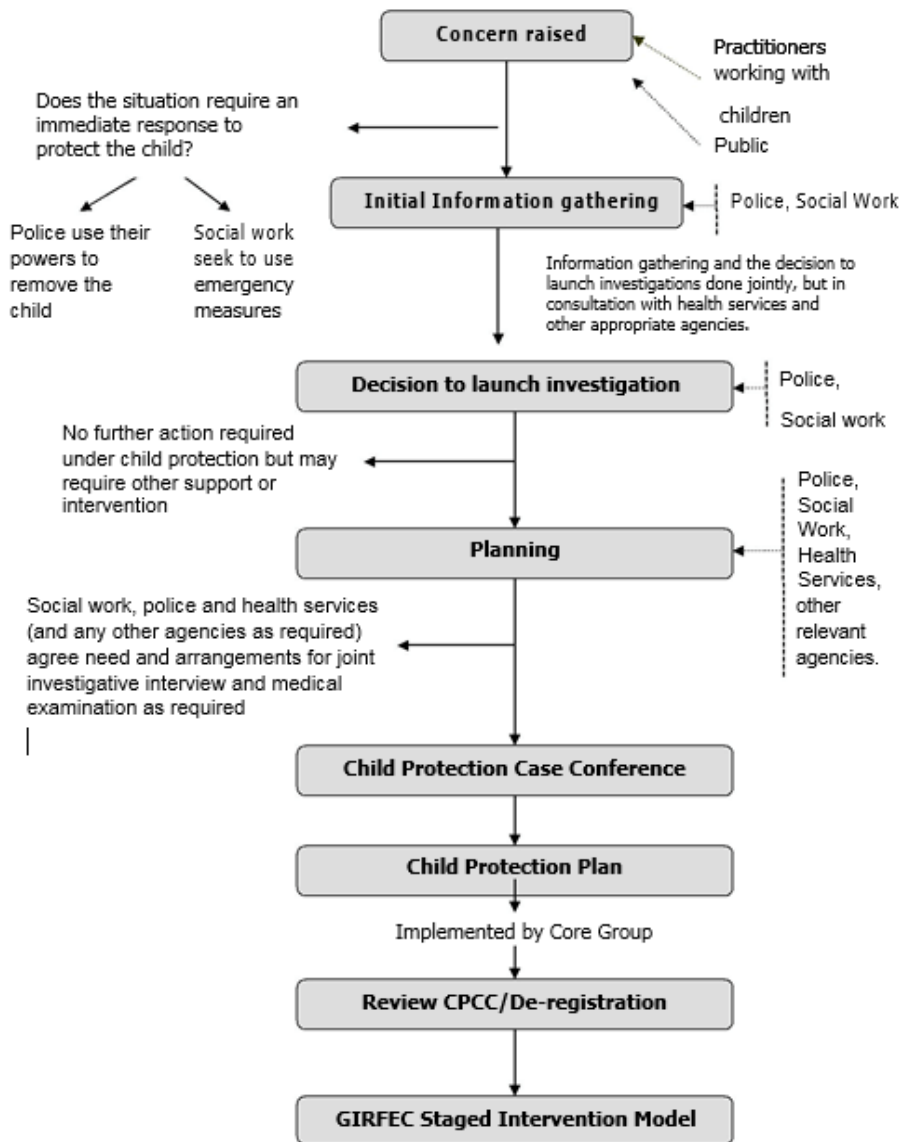 Concern raised
Practitioners
working with
children
Public
Does the situation require an
immediate response to
protect the child?
Initial Information gathering
Police, Social Work
Police use their
powers to
remove the
child
Social work
seek to use
emergency
measures
Information gathering and the decision to
launch investigations done jointly, but in
consultation with health services and
other appropriate agencies.
Decision to launch investigation
Police,
Social work
No further action required
under child protection but may
require other support or
intervention
Planning
Police,
Social
Work,
Health
Services,
other
relevant
agencies.
Social work, police and health services
(and any other agencies as required)
agree need and arrangements for joint
investigative interview and medical
examination as required
Child Protection Case Conference
Child Protection Plan
Implemented by Core Group
Review CPCC/De-registration
GIRFEC Staged Intervention Model